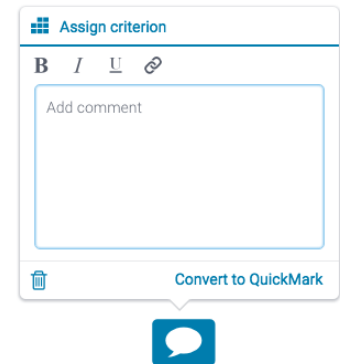 Assign criterion
B I U
Add comment
Convert to QuickMark